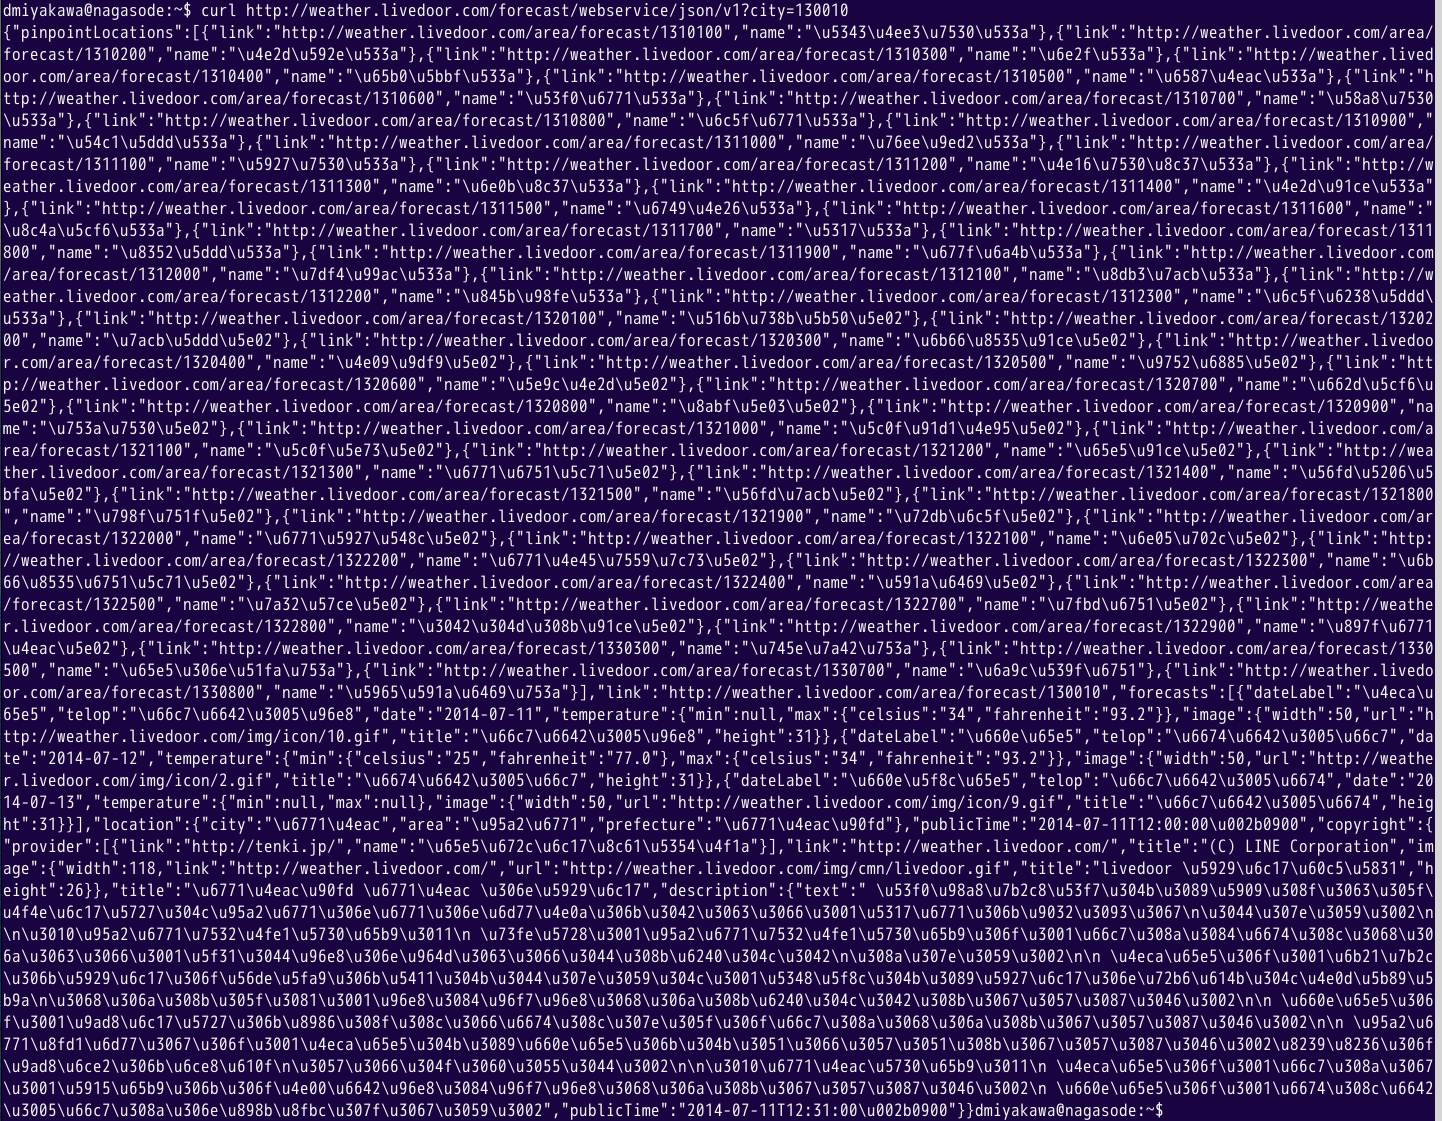 dmiyakawa@nagasode:~$ curl http://weather.livedoor.com/forecast/webservice/json/v1?city=130010
{"pinpointLocations":[{"link":"http://weather.livedoor.com/area/forecast/1310100","name":"\u5343\u4ee3\u7530\u533a"},{"link":"http://weather.livedoor.com/area/
forecast/1310200","name":"\u4e2d\u592e\u533a"},{"link":"http://weather.livedoor.com/area/forecast/1310300","name":"\u6e2f\u533a"},{"link":"http://weather.lived
oor.com/area/forecast/1310400","name":"\u65b0\u5bbf\u533a"},{"link":"http://weather.livedoor.com/area/forecast/1310500","name":"\u6587\u4eac\u533a"},{"link":"h
ttp://weather.livedoor.com/area/forecast/1310600","name":"\u53f0\u6771\u533a"},{"link":"http://weather.livedoor.com/area/forecast/1310700","name":"\u58a8\u7530
\u533a"},{"link":"http://weather.livedoor.com/area/forecast/1310800","name":"\u6c5f\u6771\u533a"},{"link":"http://weather.livedoor.com/area/forecast/1310900","
name":"\u54c1\u5ddd\u533a"},{"link":"http://weather.livedoor.com/area/forecast/1311000","name":"\u76ee\u9ed2\u533a"},{"link":"http://weather.livedoor.com/area/
forecast/1311100","name":"\u5927\u7530\u533a"},{"link":"http://weather.livedoor.com/area/forecast/1311200","name":"\u4e16\u7530\u8c37\u533a"},{"link":"http://w
eather.livedoor.com/area/forecast/1311300","name":"\u6e0b\u8c37\u533a"},{"link":"http://weather.livedoor.com/area/forecast/1311400","name":"\u4e2d\u91ce\u533a"
},{"link":"http://weather.livedoor.com/area/forecast/1311500","name":"\u6749\u4e26\u533a"},{"link":"http://weather.livedoor.com/area/forecast/1311600","name":"
\u8c4a\u5cf6\u533a"},{"link":"http://weather.livedoor.com/area/forecast/1311700","name":"\u5317\u533a"},{"link":"http://weather.livedoor.com/area/forecast/1311
800","name":"\u8352\u5ddd\u533a"},{"link":"http://weather.livedoor.com/area/forecast/1311900","name":"\u677f\u6a4b\u533a"},{"link":"http://weather.livedoor.com
/area/forecast/1312000","name":"\u7df4\u99ac\u533a"},{"link":"http://weather.livedoor.com/area/forecast/1312100","name":"\u8db3\u7acb\u533a"},{"link":"http://w
eather.livedoor.com/area/forecast/1312200","name":"\u845b\u98fe\u533a"},{"link":"http://weather.livedoor.com/area/forecast/1312300","name":"\u6c5f\u6238\u5ddd\
u533a"},{"link":"http://weather.livedoor.com/area/forecast/1320100","name":"\u516b\u738b\u5b50\u5e02"},{"link":"http://weather.livedoor.com/area/forecast/13202
00","name":"\u7acb\u5ddd\u5e02"},{"link":"http://weather.livedoor.com/area/forecast/1320300","name":"\u6b66\u8535\u91ce\u5e02"},{"link":"http://weather.livedoo
r.com/area/forecast/1320400","name":"\u4e09\u9df9\u5e02"},{"link":"http://weather.livedoor.com/area/forecast/1320500","name":"\u9752\u6885\u5e02"},{"link":"htt
p://weather.livedoor.com/area/forecast/1320600","name":"\u5e9c\u4e2d\u5e02"},{"link":"http://weather.livedoor.com/area/forecast/1320700","name":"\u662d\u5cf6\u
5e02"},{"link":"http://weather.livedoor.com/area/forecast/1320800","name":"\u8abf\u5e03\u5e02"},{"link":"http://weather.livedoor.com/area/forecast/1320900","na
me":"\u753a\u7530\u5e02"},{"link":"http://weather.livedoor.com/area/forecast/1321000","name":"\u5c0f\u91d1\u4e95\u5e02"},{"link":"http://weather.livedoor.com/a
rea/forecast/1321100","name":"\u5c0f\u5e73\u5e02"},{"link":"http://weather.livedoor.com/area/forecast/1321200","name":"\u65e5\u91ce\u5e02"},{"link":"http://wea
ther.livedoor.com/area/forecast/1321300","name":"\u6771\u6751\u5c71\u5e02"},{"link":"http://weather.livedoor.com/area/forecast/1321400","name":"\u56fd\u5206\u5
bfa\u5e02"},{"link":"http://weather.livedoor.com/area/forecast/1321500","name":"\u56fd\u7acb\u5e02"},{"link":"http://weather.livedoor.com/area/forecast/1321800
","name":"\u798f\u751f\u5e02"},{"link":"http://weather.livedoor.com/area/forecast/1321900","name":"\u72db\u6c5f\u5e02"},{"link":"http://weather.livedoor.com/ar
ea/forecast/1322000","name":"\u6771\u5927\u548c\u5e02"},{"link":"http://weather.livedoor.com/area/forecast/1322100","name":"\u6e05\u702c\u5e02"},{"link":"http:
//weather.livedoor.com/area/forecast/1322200","name":"\u6771\u4e45\u7559\u7c73\u5e02"},{"link":"http://weather.livedoor.com/area/forecast/1322300","name":"\u6b
66\u8535\u6751\u5c71\u5e02"},{"link":"http://weather.livedoor.com/area/forecast/1322400","name":"\u591a\u6469\u5e02"},{"link":"http://weather.livedoor.com/area
/forecast/1322500","name":"\u7a32\u57ce\u5e02"},{"link":"http://weather.livedoor.com/area/forecast/1322700","name":"\u7fbd\u6751\u5e02"},{"link":"http://weathe
r.livedoor.com/area/forecast/1322800","name":"\u3042\u304d\u308b\u91ce\u5e02"},{"link":"http://weather.livedoor.com/area/forecast/1322900","name":"\u897f\u6771
\u4eac\u5e02"},{"link":"http://weather.livedoor.com/area/forecast/1330300","name":"\u745e\u7a42\u753a"},{"link":"http://weather.livedoor.com/area/forecast/1330
500","name":"\u65e5\u306e\u51fa\u753a"},{"link":"http://weather.livedoor.com/area/forecast/1330700","name":"\u6a9c\u539f\u6751"},{"link":"http://weather.livedo
or.com/area/forecast/1330800","name":"\u5965\u591a\u6469\u753a"}],"link":"http://weather.livedoor.com/area/forecast/130010","forecasts":[{"dateLabel":"\u4eca\u
65e5","telop":"\u66c7\u6642\u3005\u96e8","date":"2014-07-11","temperature":{"min":null,"max":{"celsius":"34","fahrenheit":"93.2"}},"image":{"width":50,"url":"h
ttp://weather.livedoor.com/img/icon/10.gif","title":"\u66c7\u6642\u3005\u96e8","height":31}},{"dateLabel":"\u660e\u65e5","telop":"\u6674\u6642\u3005\u66c7","da
te":"2014-07-12","temperature":{"min":{"celsius":"25","fahrenheit":"77.0"},"max":{"celsius":"34","fahrenheit":"93.2"}},"image":{"width":50,"url":"http://weathe
r.livedoor.com/img/icon/2.gif","title":"\u6674\u6642\u3005\u66c7","height":31}},{"dateLabel":"\u660e\u5f8c\u65e5","telop":"\u66c7\u6642\u3005\u6674","date":"20
14-07-13","temperature":{"min":null,"max":null},"image":{"width":50,"url":"http://weather.livedoor.com/img/icon/9.gif","title":"\u66c7\u6642\u3005\u6674","heig
ht":31}}],"location":{"city":"\u6771\u4eac","area":"\u95a2\u6771","prefecture":"\u6771\u4eac\u90fd"},"publicTime":"2014-07-11T12:00:00\u002b0900","copyright":{
"provider":[{"link":"http://tenki.jp/","name":"\u65e5\u672c\u6c17\u8c61\u5354\u4f1a"}],"link":"http://weather.livedoor.com/","title":"(C) LINE Corporation","im
age":{"width":118,"link":"http://weather.livedoor.com/","url":"http://weather.livedoor.com/img/cmn/livedoor.gif","title":"livedoor \u5929\u6c17\u60c5\u5831","h
eight":26}},"title":"\u6771\u4eac\u90fd \u6771\u4eac \u306e\u5929\u6c17","description":{"text":" \u53f0\u98a8\u7b2c8\u53f7\u304b\u3089\u5909\u308f\u3063\u305f\
u4f4e\u6c17\u5727\u304c\u95a2\u6771\u306e\u6771\u306e\u6d77\u4e0a\u306b\u3042\u3063\u3066\u3001\u5317\u6771\u306b\u9032\u3093\u3067\n\u3044\u307e\u3059\u3002\n
\n\u3010\u95a2\u6771\u7532\u4fe1\u5730\u65b9\u3011\n \u73fe\u5728\u3001\u95a2\u6771\u7532\u4fe1\u5730\u65b9\u306f\u3001\u66c7\u308a\u3084\u6674\u308c\u3068\u30
6a\u3063\u3066\u3001\u5f31\u3044\u96e8\u306e\u964d\u3063\u3066\u3044\u308b\u6240\u304c\u3042\n\u308a\u307e\u3059\u3002\n\n \u4eca\u65e5\u306f\u3001\u6b21\u7b2c
\u306b\u5929\u6c17\u306f\u56de\u5fa9\u306b\u5411\u304b\u3044\u307e\u3059\u304c\u3001\u5348\u5f8c\u304b\u3089\u5927\u6c17\u306e\u72b6\u614b\u304c\u4e0d\u5b89\u5
b9a\n\u3068\u306a\u308b\u305f\u3081\u3001\u96e8\u3084\u96f7\u96e8\u3068\u306a\u308b\u6240\u304c\u3042\u308b\u3067\u3057\u3087\u3046\u3002\n\n \u660e\u65e5\u306
f\u3001\u9ad8\u6c17\u5727\u306b\u8986\u308f\u308c\u3066\u6674\u308c\u307e\u305f\u306f\u66c7\u308a\u3068\u306a\u308b\u3067\u3057\u3087\u3046\u3002\n\n \u95a2\u6
771\u8fd1\u6d77\u3067\u306f\u3001\u4eca\u65e5\u304b\u3089\u660e\u65e5\u306b\u304b\u3051\u3066\u3057\u3051\u308b\u3067\u3057\u3087\u3046\u3002\u8239\u8236\u306f
\u9ad8\u6ce2\u306b\u6ce8\u610f\n\u3057\u3066\u304f\u3060\u3055\u3044\u3002\n\n\u3010\u6771\u4eac\u5730\u65b9\u3011\n \u4eca\u65e5\u306f\u3001\u66c7\u308a\u3067
\u3001\u5915\u65b9\u306b\u306f\u4e00\u6642\u96e8\u3084\u96f7\u96e8\u3068\u306a\u308b\u3067\u3057\u3087\u3046\u3002\n \u660e\u65e5\u306f\u3001\u6674\u308c\u6642
\u3005\u66c7\u308a\u306e\u898b\u8fbc\u307f\u3067\u3059\u3002","publicTime":"2014-07-11T12:31:00\u002b0900"}}dmiyakawa@nagasode:~$